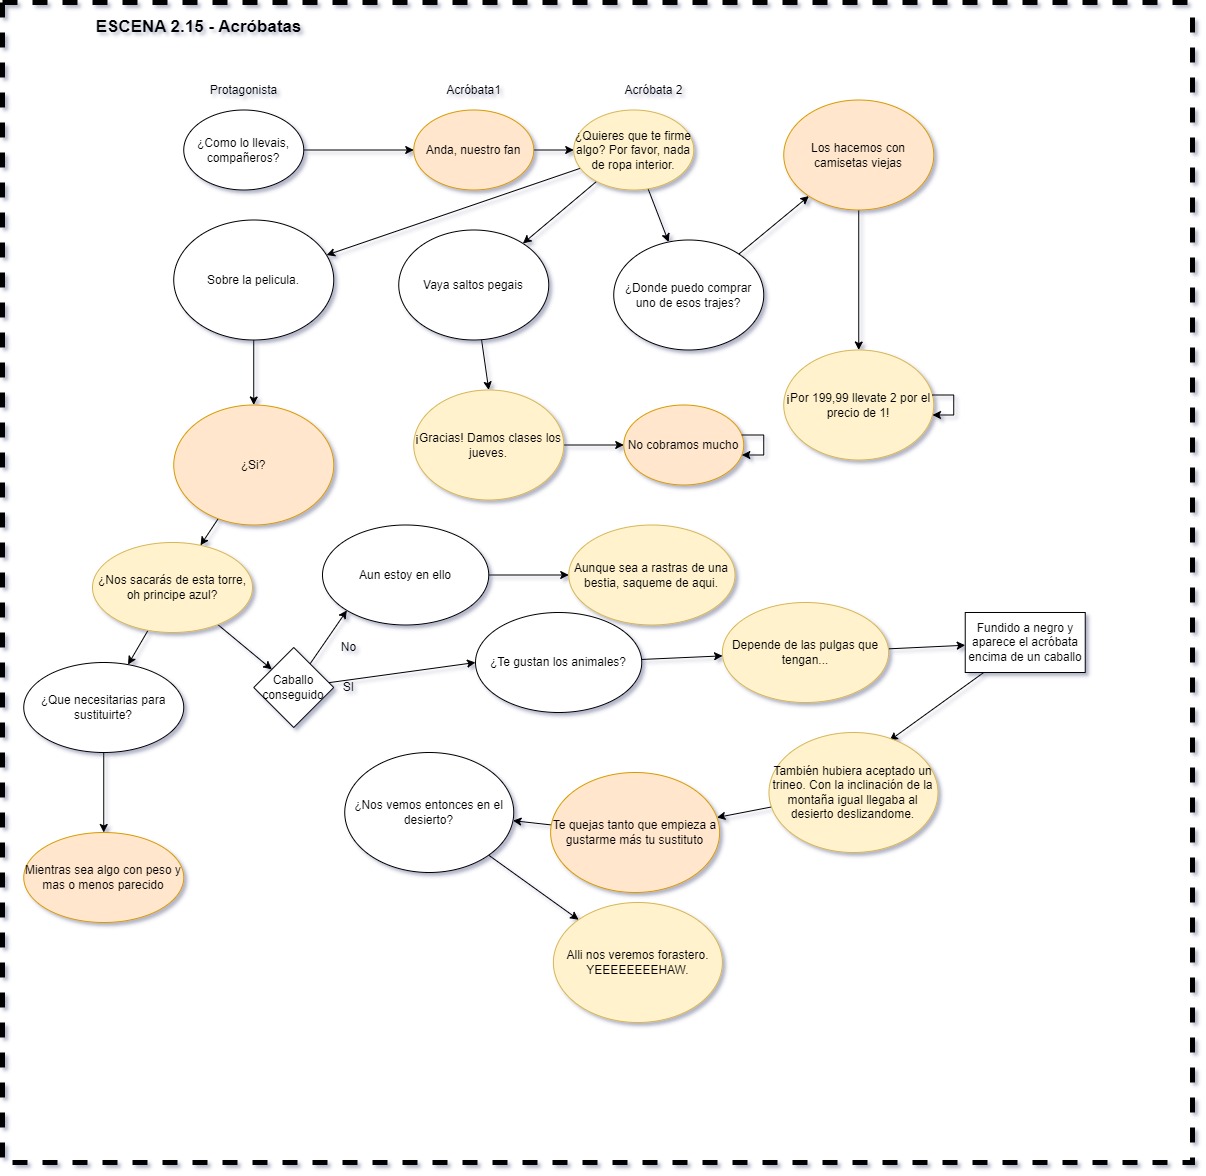 ESCENA 2.15 - Acróbatas
Protagonista
Acróbata1
Acróbata 2
¿Como lo llevais,
compañeros?
Anda, nuestro fan
¿Quieres que te firme
algo? Por favor, nada
de ropa interior.
Los hacemos con
camisetas viejas
Sobre la pelicula.
Vaya saltos pegais
¿Donde puedo comprar
uno de esos trajes?
¡Por 199,99 llevate 2 por el
precio de 1!
¡Gracias! Damos clases los
jueves.
No cobramos mucho
¿Si?
Aun estoy en ello
Aunque sea a rastras de una
bestia, saqueme de aqui.
¿Nos sacarás de esta torre,
oh principe azul?
No
¿Te gustan los animales?
Depende de las pulgas que
tengan...
Fundido a negro y
aparece el acróbata
encima de un caballo
Caballo
conseguido
SI
¿Que necesitarias para
sustituirte?
También hubiera aceptado un
trineo. Con la inclinación de la
montaña igual llegaba al
desierto deslizandome.
¿Nos vemos entonces en el
desierto?
Te quejas tanto que empieza a
gustarme más tu sustituto
Mientras sea algo con peso y
mas o menos parecido
Alli nos veremos forastero.
YEEEEEEEEHAW.